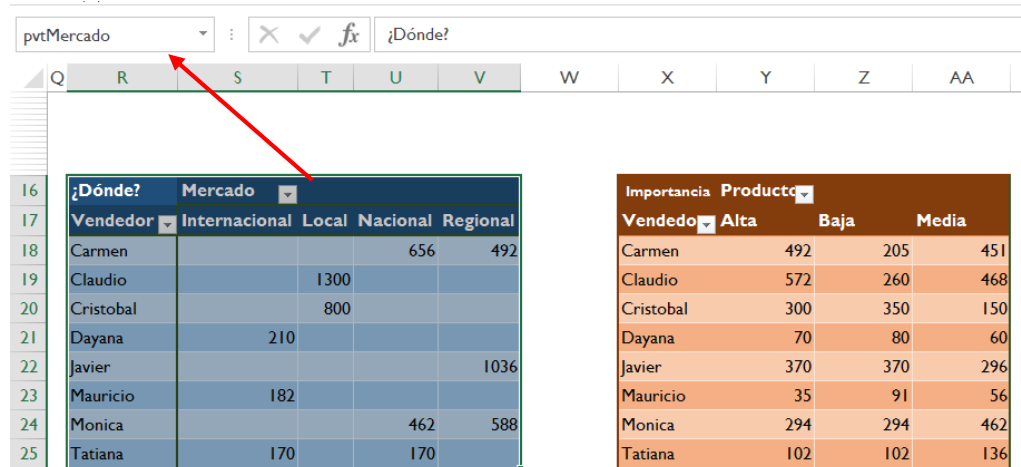 pvtMercado fx ¿Dónde?
Q R S T U V W X Y Z AA
16 ¿Dónde? Mercado Importancia Producto
17 Vendedor Internacional Local Nacional Regional Vendedo Alta Baja Media
18 Carmen 656 492 Carmen 492 205 451
19 Claudio 1300 Claudio 572 260 468
20 Cristobal 800 Cristobal 300 350 150
21 Dayana 210 Dayana 70 80 60
22 Javier 1036 Javier 370 370 296
23 Mauricio 182 Mauricio 35 91 56
24 Monica 462 588 Monica 294 294 462
25 Tatiana 170 170 Tatiana 102 102 136